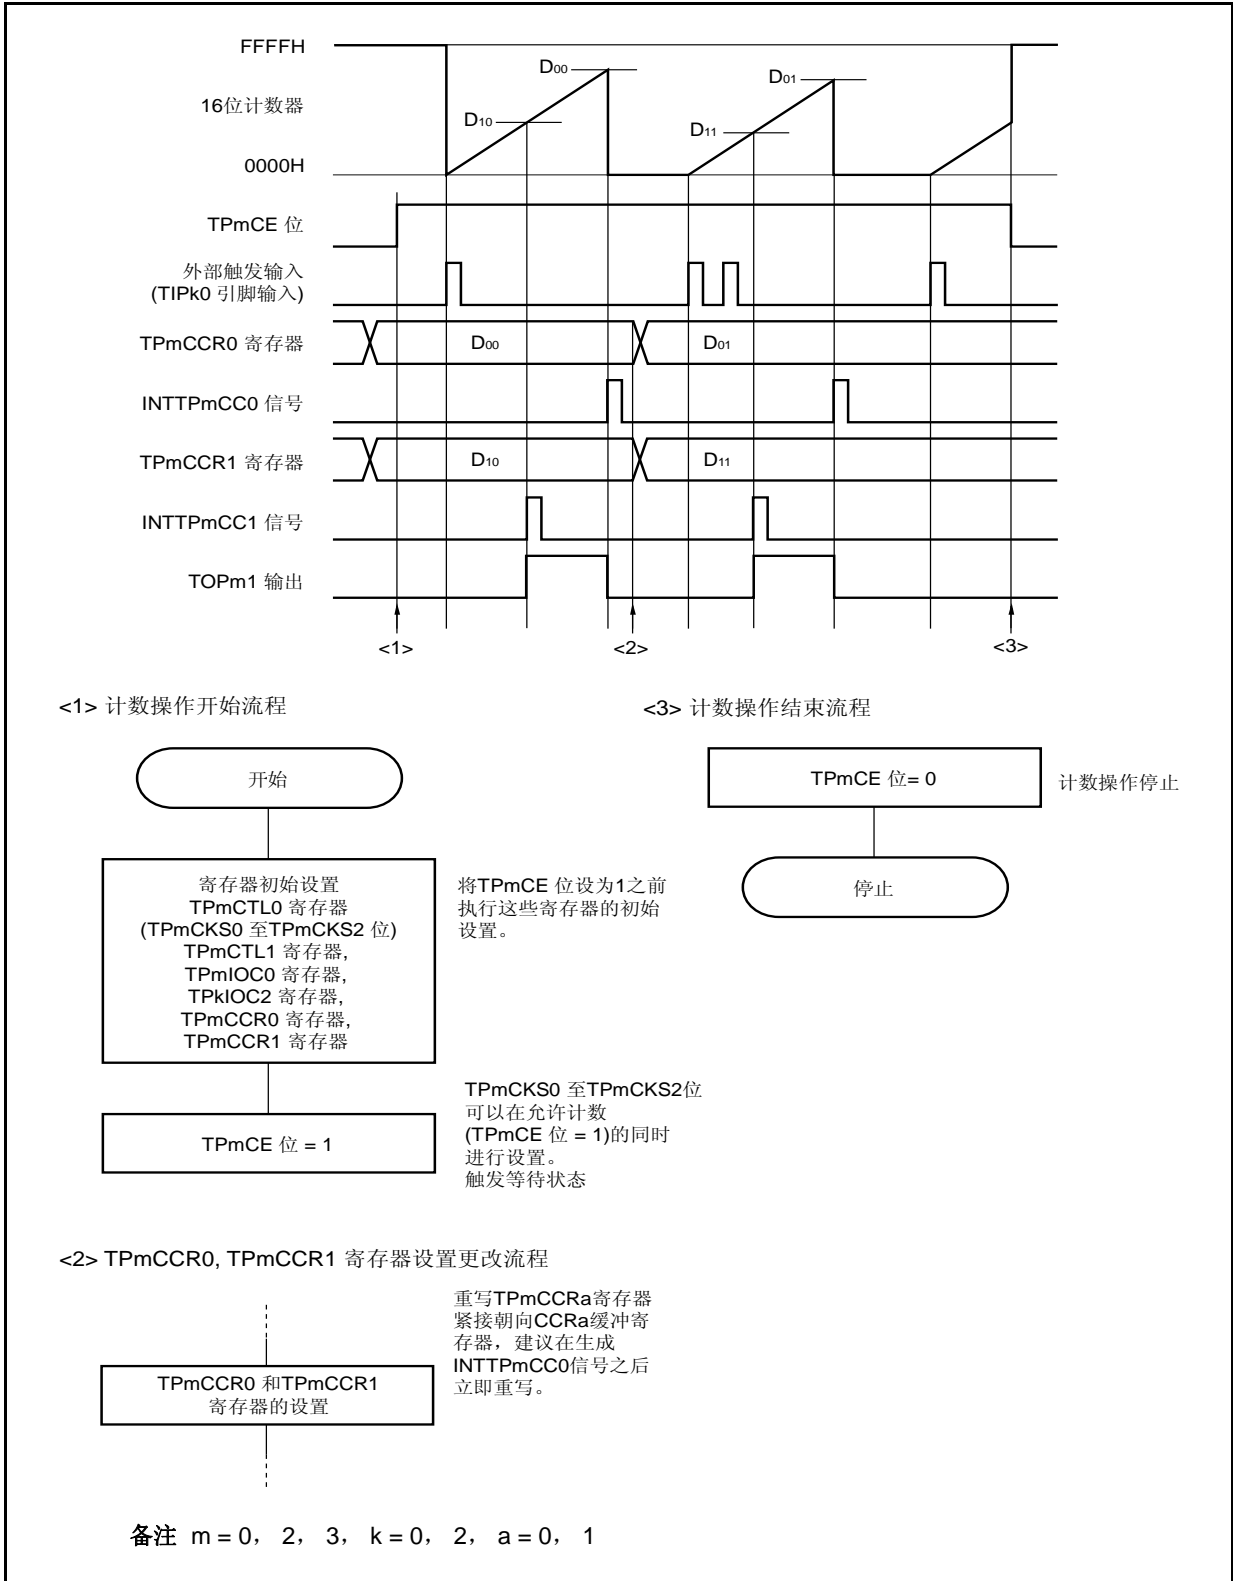 FFFFH
16位计数器
0000H
D00
D10
D01
D11
TPmCE 位
外部触发输入
(TIPk0 引脚输入)
TPmCCR0 寄存器
D00
D01
INTTPmCC0 信号
TPmCCR1 寄存器
D10
D11
INTTPmCC1 信号
TOPm1 输出
<1>
<2>
<3>
<1> 计数操作开始流程
开始
寄存器初始设置
TPmCTL0 寄存器
(TPmCKS0 至TPmCKS2 位)
TPmCTL1 寄存器,
TPmIOC0 寄存器,
TPkIOC2 寄存器,
TPmCCR0 寄存器,
TPmCCR1 寄存器
将TPmCE 位设为1之前
执行这些寄存器的初始
设置。
TPmCE 位 = 1
TPmCKS0 至TPmCKS2位
可以在允许计数
(TPmCE 位 = 1)的同时
进行设置。
触发等待状态
<3> 计数操作结束流程
TPmCE 位= 0
计数操作停止
停止
<2> TPmCCR0, TPmCCR1 寄存器设置更改流程
TPmCCR0 和TPmCCR1
寄存器的设置
重写TPmCCRa寄存器
紧接朝向CCRa缓冲寄
存器，建议在生成
INTTPmCC0信号之后
立即重写。
备注 m = 0， 2， 3， k = 0， 2， a = 0， 1